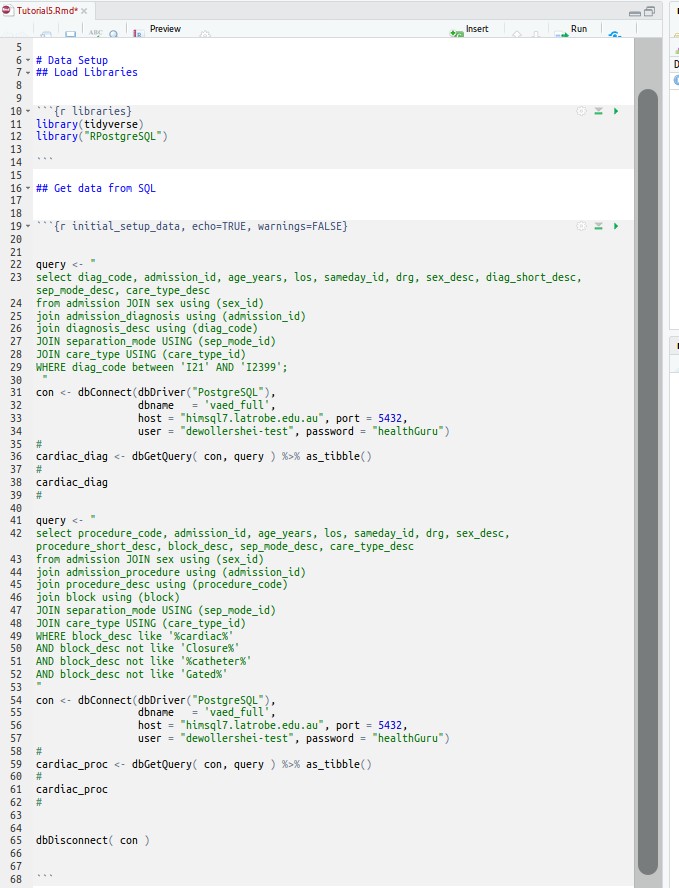 Tutorial5.Rmd*
ABC Preview Insert Run
5
6 # Data Setup
7 ## Load Libraries
8
9
10 ```{r libraries}
11 library(tidyverse)
12 library("RPostgreSQL")
13
14 ```
15
16 ## Get data from SQL
17
18
19 ```{r initial_setup_data, echo=TRUE, warnings=FALSE}
20
21
22 query <- "
23 select diag_code, admission_id, age_years, los, sameday_id, drg, sex_desc, diag_short_desc,
sep_mode_desc, care_type_desc
24 from admission JOIN sex using (sex_id)
25 join admission_diagnosis using (admission_id)
26 join diagnosis_desc using (diag_code)
27 JOIN separation_mode USING (sep_mode_id)
28 JOIN care_type USING (care_type_id)
29 WHERE diag_code between 'I21' AND 'I2399';
30 "
31 con <- dbConnect(dbDriver("PostgreSQL"),
32 dbname = 'vaed_full',
33 host = "himsql7.latrobe.edu.au", port = 5432,
34 user = "dewollershei-test", password = "healthGuru")
35 #
36 cardiac_diag <- dbGetQuery( con, query ) %>% as_tibble()
37 #
38 cardiac_diag
39 #
40
41 query <- "
42 select procedure_code, admission_id, age_years, los, sameday_id, drg, sex_desc,
procedure_short_desc, block_desc, sep_mode_desc, care_type_desc
43 from admission JOIN sex using (sex_id)
44 join admission_procedure using (admission_id)
45 join procedure_desc using (procedure_code)
46 join block using (block)
47 JOIN separation_mode USING (sep_mode_id)
48 JOIN care_type USING (care_type_id)
49 WHERE block_desc like '%cardiac%'
50 AND block_desc not like 'Closure%'
51 AND block_desc not like '%catheter%'
52 AND block_desc not like 'Gated%'
53 "
54 con <- dbConnect(dbDriver("PostgreSQL"),
55 dbname = 'vaed_full',
56 host = "himsql7.latrobe.edu.au", port = 5432,
57 user = "dewollershei-test", password = "healthGuru")
58 #
59 cardiac_proc <- dbGetQuery( con, query ) %>% as_tibble()
60 #
61 cardiac_proc
62 #
63
64
65 dbDisconnect( con )
66
67
68 ```